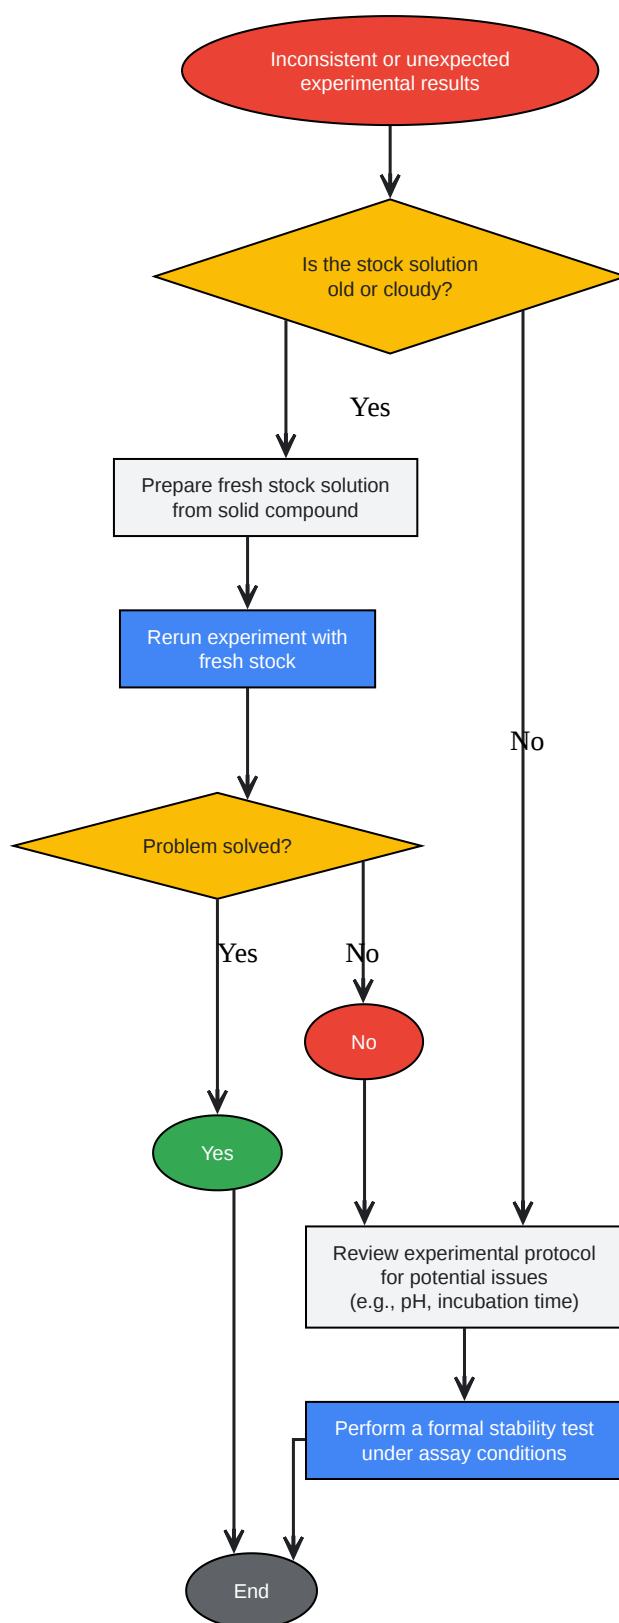 Inconsistent or unexpected
experimental results
Is the stock solution
old or cloudy?
Yes
Prepare fresh stock solution
from solid compound
Rerun experiment with
fresh stock
No
Problem solved?
Yes
No
No
Yes
Review experimental protocol
for potential issues
(e.g., pH, incubation time)
Perform a formal stability test
under assay conditions
End